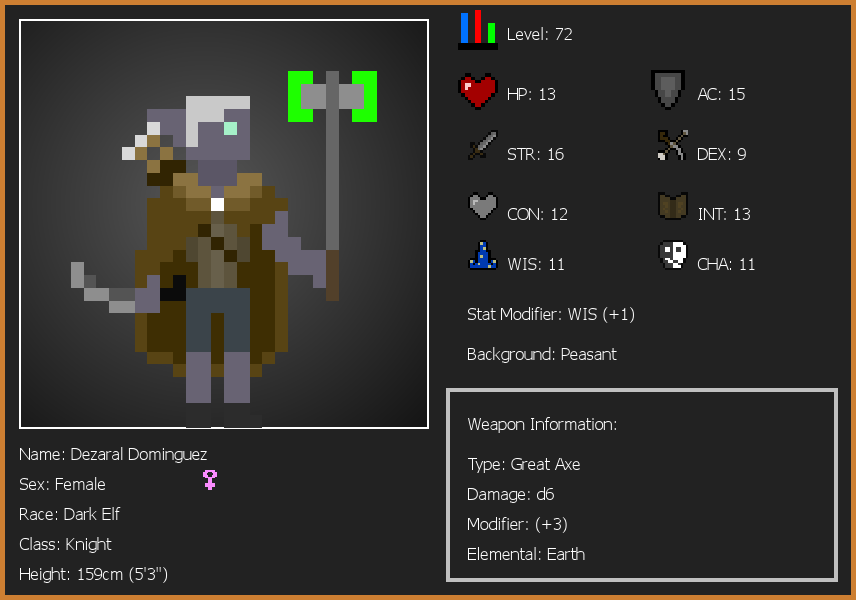 Level: 72
HP: 13
AC: 15
STR: 16
DEX: 9
CON: 12
INT: 13
WIS: 11
CHA: 11
Stat Modifier: WIS (+1)
Background: Peasant
Weapon Information:
Type: Great Axe
Damage: d6
Modifier: (+3)
Elemental: Earth
Name: Dezaral Dominguez
Sex: Female
Race: Dark Elf
Class: Knight
Height: 159cm (5'3")